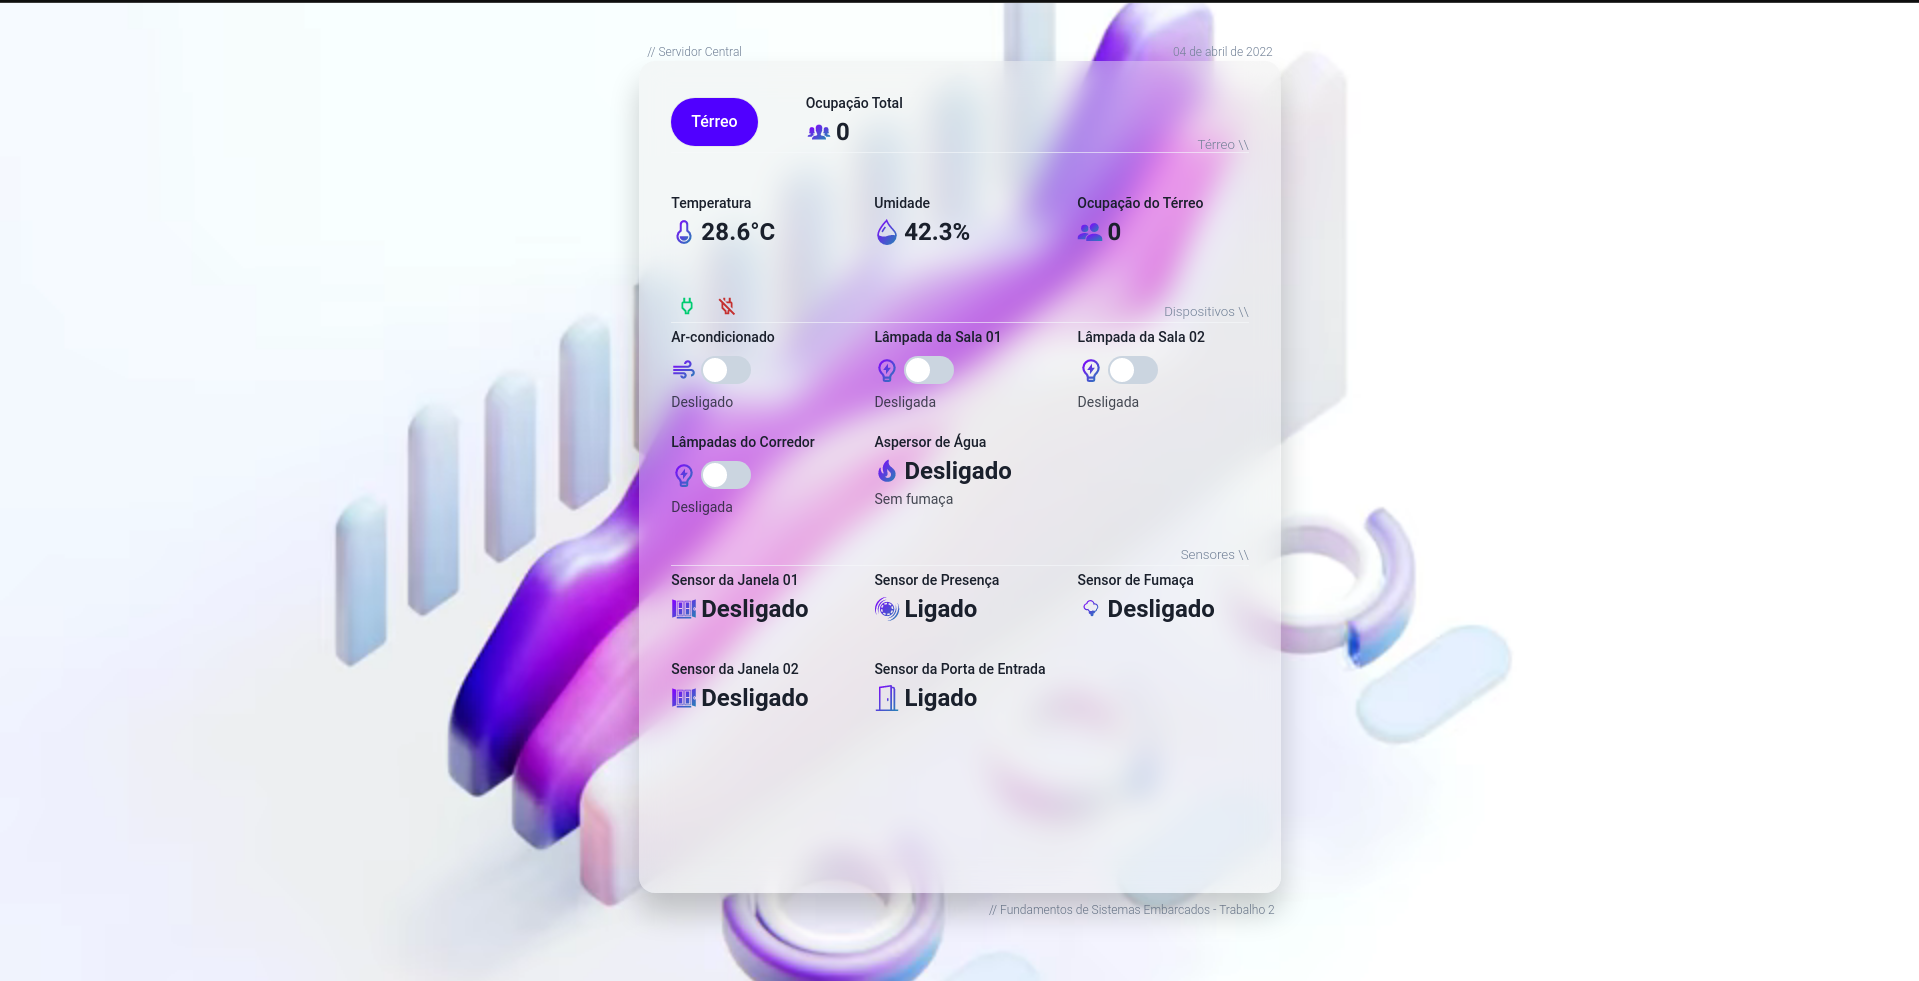 // Servidor Central
04 de abril de 2022
Térreo
Ocupação Total
0
Térreo \\
Temperatura
28.6°C
Umidade
42.3%
Ocupação do Térreo
0
Dispositivos \\
Ar-condicionado
Desligado
Lâmpada da Sala 01
Desligada
Lâmpada da Sala 02
Desligada
Lâmpadas do Corredor
Desligada
Aspersor de Água
Desligado
Sem fumaça
Sensores \\
Sensor da Janela 01
Desligado
Sensor de Presença
Ligado
Sensor de Fumaça
Desligado
Sensor da Janela 02
Desligado
Sensor da Porta de Entrada
Ligado
// Fundamentos de Sistemas Embarcados - Trabalho 2